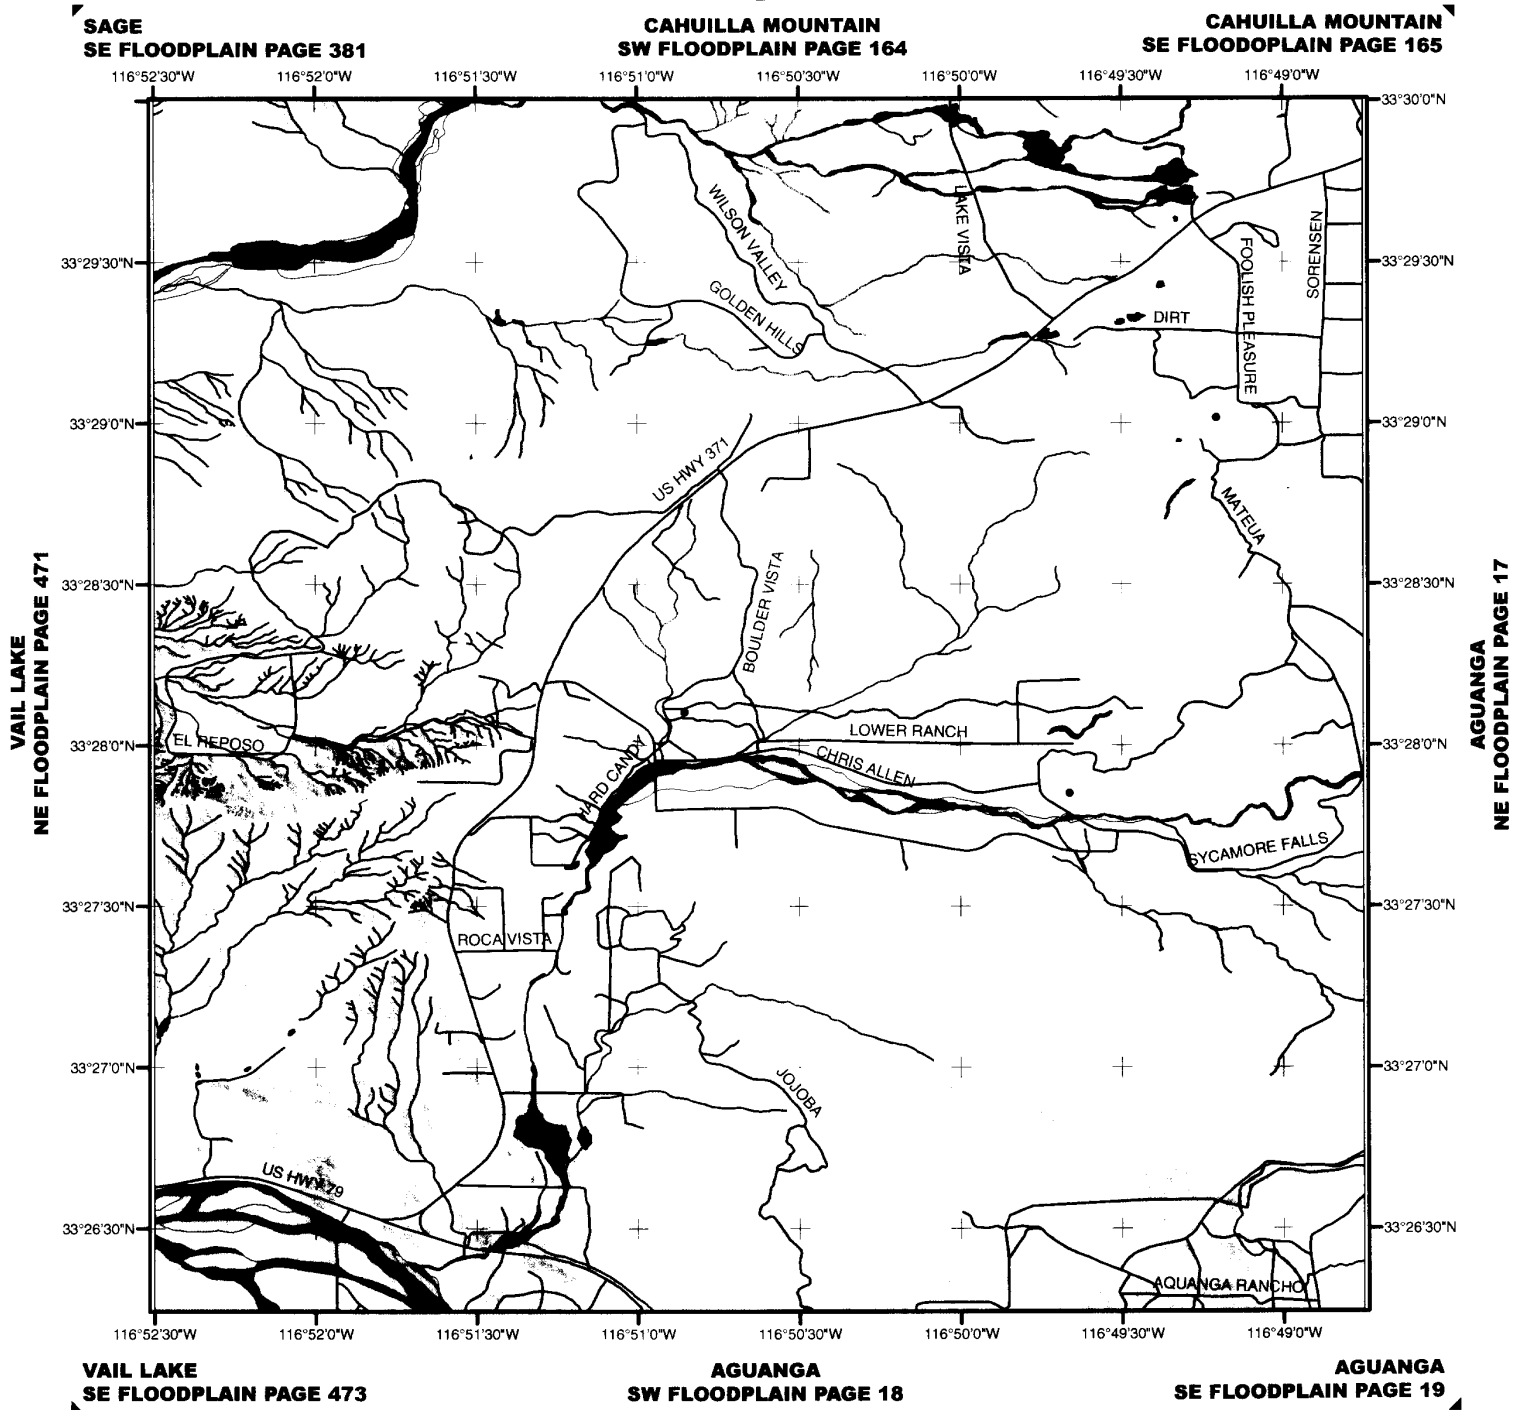 SAGE
SE FLOODPLAIN PAGE 381
CAHUILLA MOUNTAIN
SW FLOODPLAIN PAGE 164
CAHUILLA MOUNTAIN
SE FLOODOPLAIN PAGE 165
116°52'30"W
116°52'0"W
116°51'30"W
116°51'0"W
116°50'30"W
116°50'0"W
116°49'30"W
116°49'0"W
33°30'0"N
WILSON VALLEY
LAKE VISTA
SORENSEN
FOOLISH PLEASURE
33°29'30"N
33°29'30"N
GOLDEN HILLS
DIRT
33°29'0"N
33°29'0"N
US HWY 371
MATEUA
VAIL LAKE
NE FLOODPLAIN PAGE 471
33°28'30"N
BOULDER VISTA
33°28'30"N
AGUANGA
NE FLOODPLAIN PAGE 17
33°28'0"N
EL REPOSO
HARD CANDY
LOWER RANCH
CHRIS ALLEN
33°28'0"N
SYCAMORE FALLS
33°27'30"N
33°27'30"N
ROCA VISTA
33°27'0"N
33°27'0"N
JOJOBA
US HWY 79
33°26'30"N
33°26'30"N
AQUANGA RANCHO
116°52'30"W
116°52'0"W
116°51'30"W
116°51'0"W
116°50'30"W
116°50'0"W
116°49'30"W
116°49'0"W
VAIL LAKE
SE FLOODPLAIN PAGE 473
AGUANGA
SW FLOODPLAIN PAGE 18
AGUANGA
SE FLOODPLAIN PAGE 19